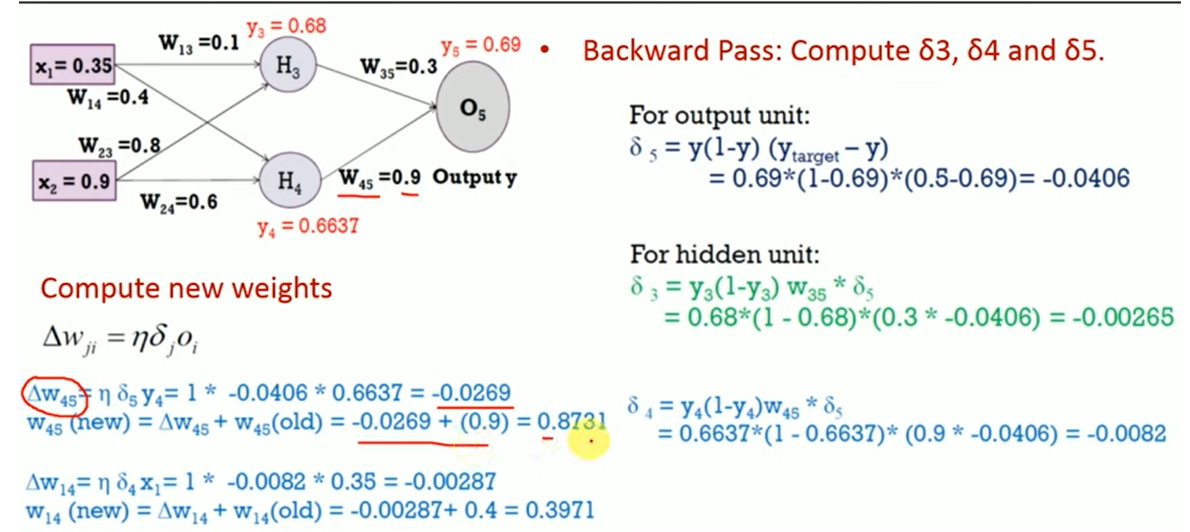 y₃ = 0.68
W₁₃ =0.1
y₅ = 0.69
x₁= 0.35
H₃
W₃₅=0.3
W₁₄ =0.4
O₅
W₂₃ =0.8
x₂ = 0.9
H₄
W₄₅ =0.9 Output y
W₂₄=0.6
y₄ = 0.6637
• Backward Pass: Compute δ3, δ4 and δ5.
For output unit:
δ ₅ = y(1-y) (y_target – y)
= 0.69*(1-0.69)*(0.5-0.69)= -0.0406
For hidden unit:
δ ₃ = y₃(1-y₃) w₃₅ * δ₅
= 0.68*(1 - 0.68)*(0.3 * -0.0406) = -0.00265
δ ₄ = y₄(1-y₄)w₄₅ * δ₅
= 0.6637*(1 - 0.6637)* (0.9 * -0.0406) = -0.0082
Compute new weights
Δw_ji = ηδ_j o_i
Δw₄₅= η δ₅ y₄= 1 * -0.0406 * 0.6637 = -0.0269
w₄₅ (new) = Δw₄₅ + w₄₅(old) = -0.0269 + (0.9) = 0.8731
Δw₁₄= η δ₄ x₁= 1 * -0.0082 * 0.35 = -0.00287
w₁₄ (new) = Δw₁₄ + w₁₄(old) = -0.00287+ 0.4 = 0.3971